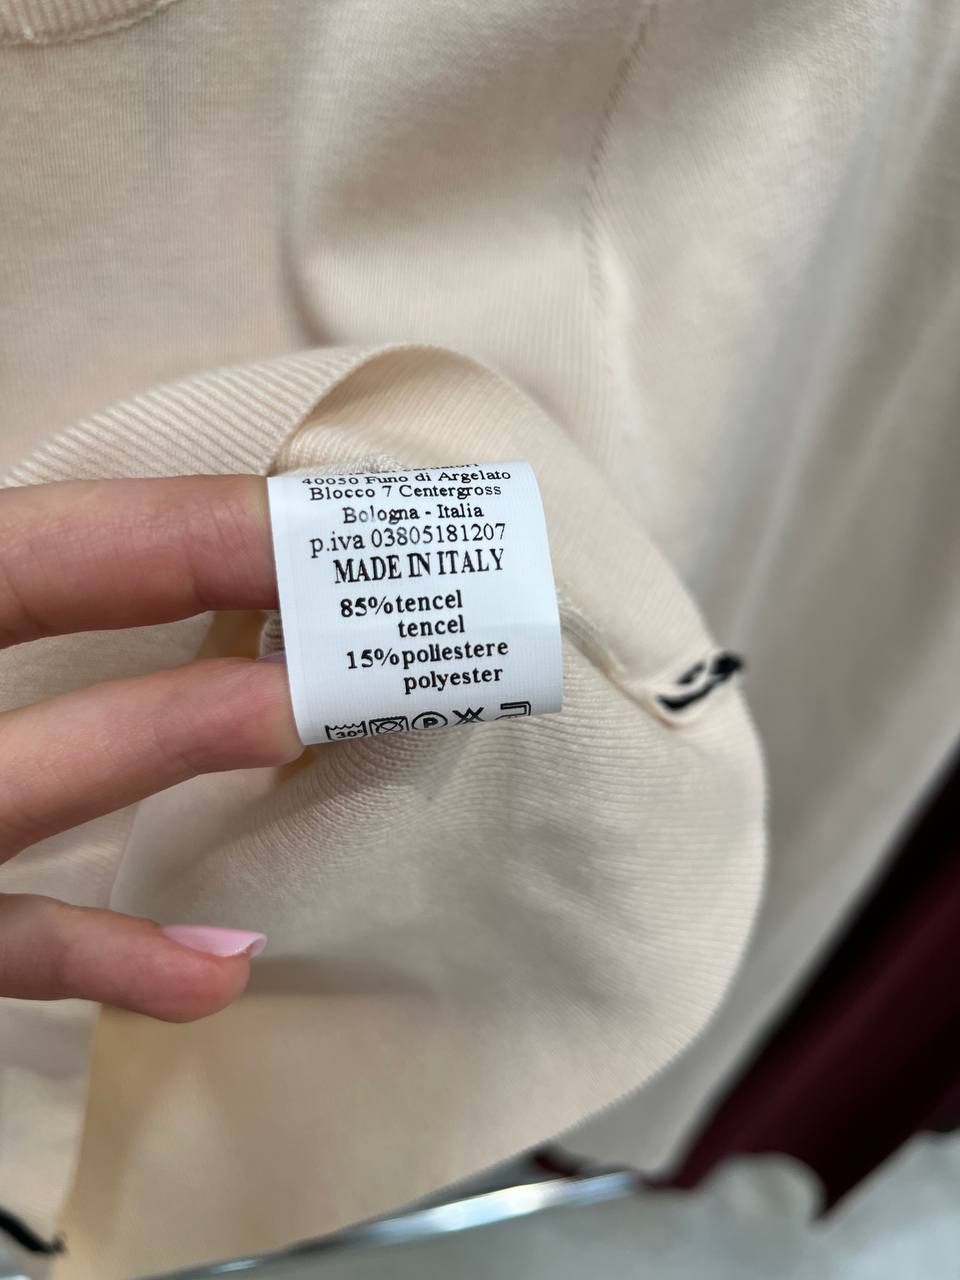 40050 Funo di Argelato
Blocco 7 Centergross
Bologna - Italia
p.iva 03805181207
MADE IN ITALY
85%tencel
tencel
15%poliestere
polyester
30° P